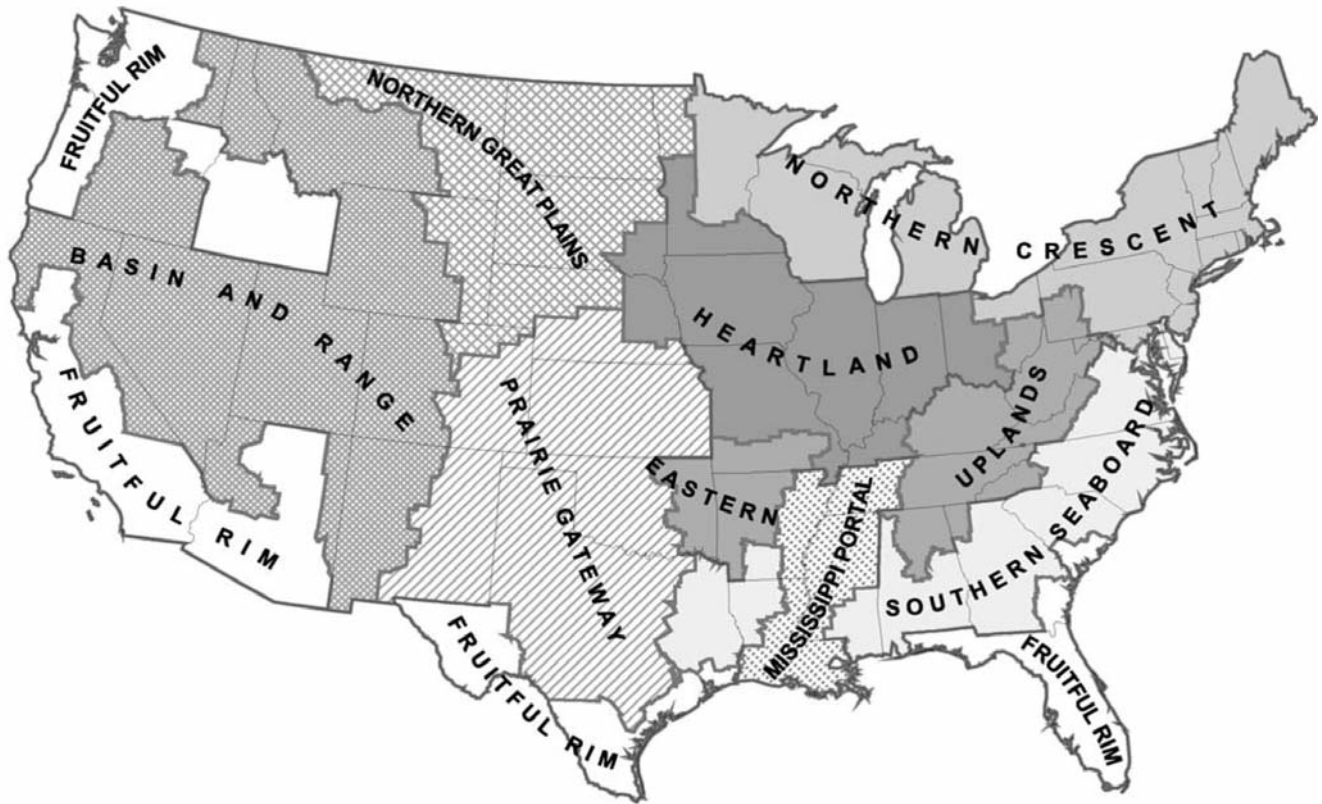 FRUITFUL RIM
NORTHERN GREAT PLAINS
NORTHERN CRESCENT
BASIN AND RANGE
HEARTLAND
FRUITFUL RIM
PRAIRIE GATEWAY
EASTERN UPLANDS
MISSISSIPPI PORTAL
SOUTHERN SEABOARD
FRUITFUL RIM
FRUITFUL RIM